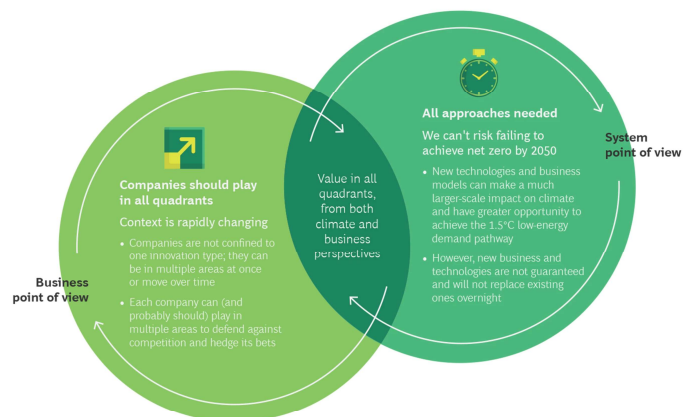 Companies should play
in all quadrants
Context is rapidly changing
• Companies are not confined to
one innovation type; they can
be in multiple areas at once
or move over time
• Each company can (and
probably should) play in
multiple areas to defend against
competition and hedge its bets
Business
point of view
Value in all
quadrants,
from both
climate and
business
perspectives
All approaches needed
We can't risk failing to
achieve net zero by 2050
• New technologies and business
models can make a much
larger-scale impact on climate
and have greater opportunity to
achieve the 1.5°C low-energy
demand pathway
• However, new business and
technologies are not guaranteed
and will not replace existing
ones overnight
System
point of view